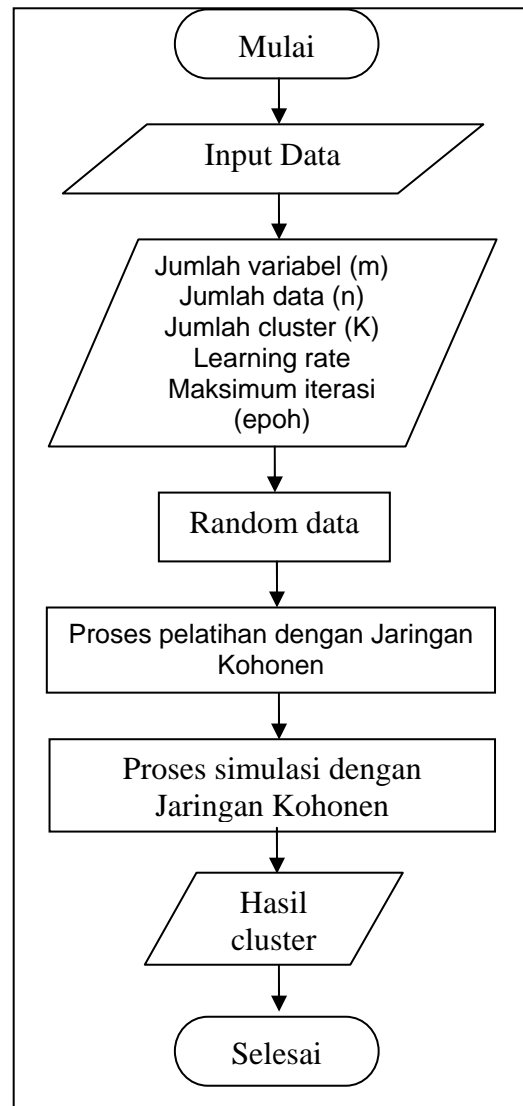 Mulai
Input Data
Jumlah variabel (m)
Jumlah data (n)
Jumlah cluster (K)
Learning rate
Maksimum iterasi
(epoh)
Random data
Proses pelatihan dengan Jaringan
Kohonen
Proses simulasi dengan
Jaringan Kohonen
Hasil
cluster
Selesai